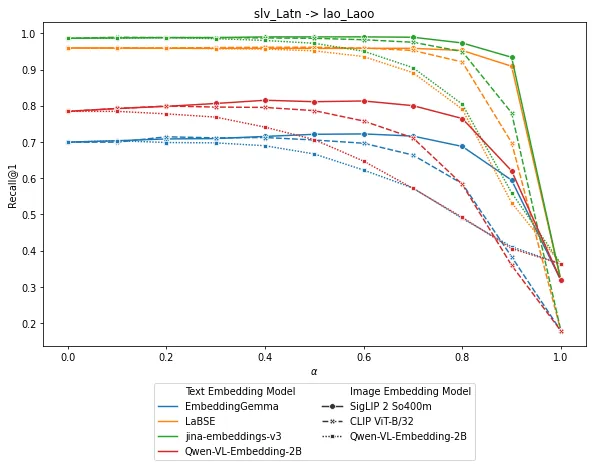 slv_Latn -> lao_Laoo
Recall@1
1.0
0.9
0.8
0.7
0.6
0.5
0.4
0.3
0.2
0.0 0.2 0.4 0.6 0.8 1.0
α
Text Embedding Model Image Embedding Model
EmbeddingGemma SigLIP 2 So400m
LaBSE CLIP ViT-B/32
jina-embeddings-v3 Qwen-VL-Embedding-2B
Qwen-VL-Embedding-2B